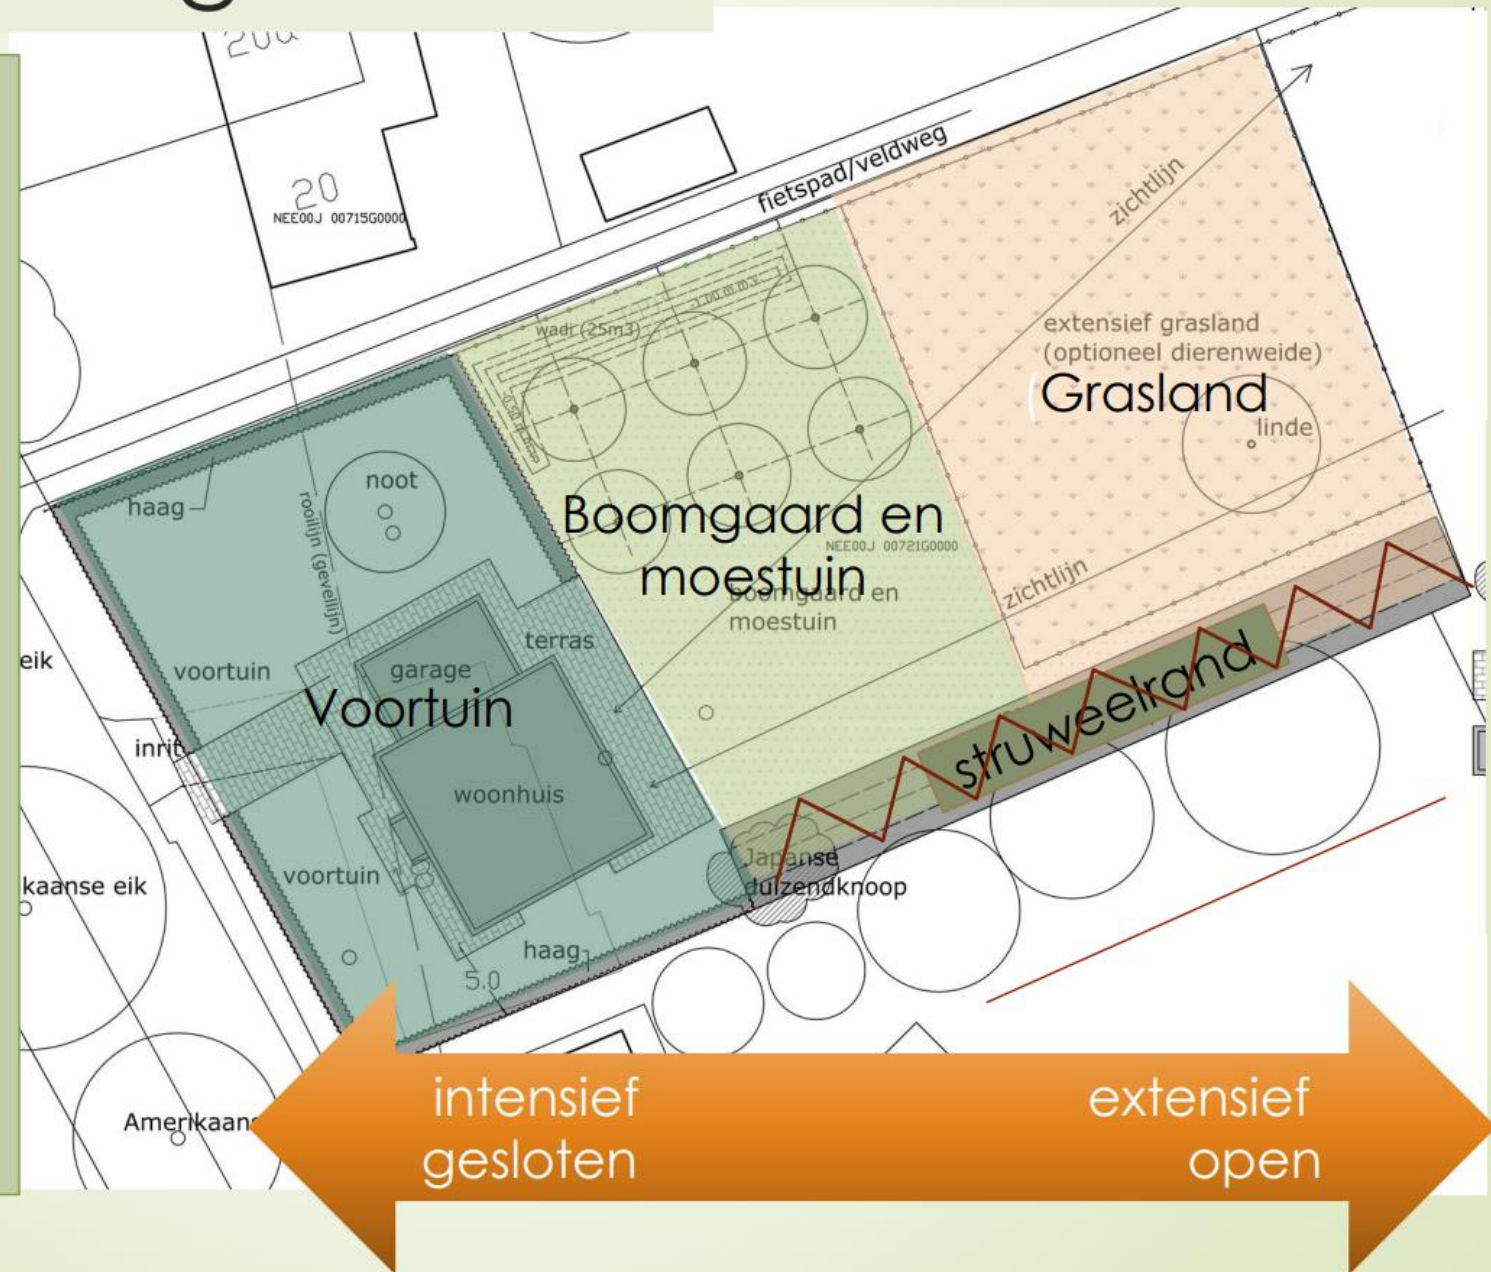 20a
20
NEE00J 00715G0000
fietspad/veldweg
zichtlijn
wadi (25m3)
extensief grasland
(optioneel dierenweide)
Grasland
linde
noot
haag
rooilijn (gevellijn)
Boomgaard en
moestuin
NEE00J 00721G0000
boomgaard en
moestuin
zichtlijn
terras
garage
voortuin
Voortuin
eik
inrit
woonhuis
struweelrand
voortuin
Japanse
duizendknoop
kaanse eik
haag
5.0
Amerikaans
intensief
gesloten
extensief
open